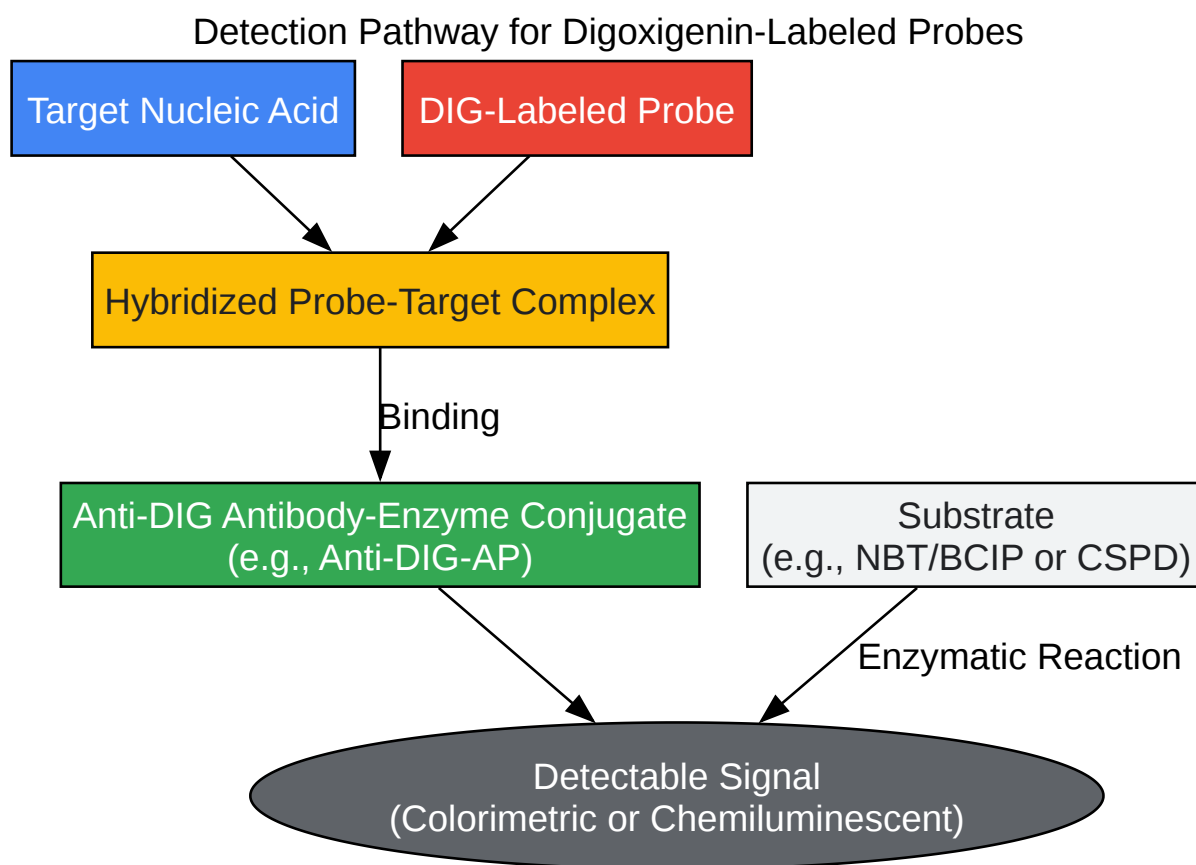 Detection Pathway for Digoxigenin-Labeled Probes
Target Nucleic Acid
DIG-Labeled Probe
Hybridized Probe-Target Complex
Binding
Anti-DIG Antibody-Enzyme Conjugate
(e.g., Anti-DIG-AP)
Substrate
(e.g., NBT/BCIP or CSPD)
Enzymatic Reaction
Detectable Signal
(Colorimetric or Chemiluminescent)